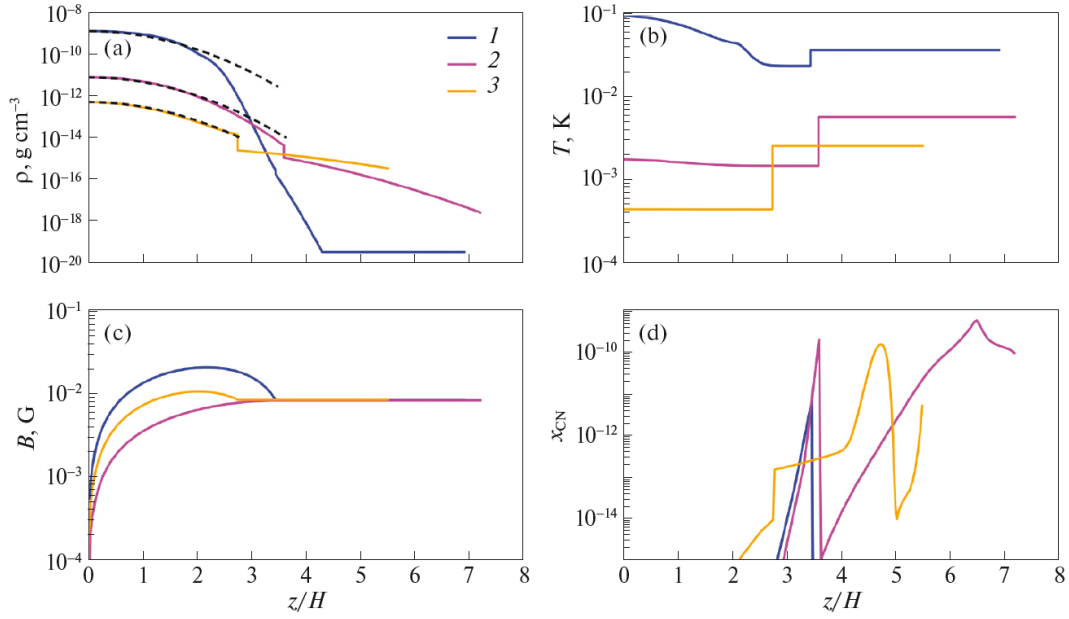 (a)
1
2
3
ρ, g cm⁻³
10⁻⁸
10⁻¹⁰
10⁻¹²
10⁻¹⁴
10⁻¹⁶
10⁻¹⁸
10⁻²⁰
(b)
T, K
10⁻¹
10⁻²
10⁻³
10⁻⁴
(c)
B, G
10⁻¹
10⁻²
10⁻³
10⁻⁴
0 1 2 3 4 5 6 7 8
z/H
(d)
x_CN
10⁻¹⁰
10⁻¹²
10⁻¹⁴
0 1 2 3 4 5 6 7 8
z/H